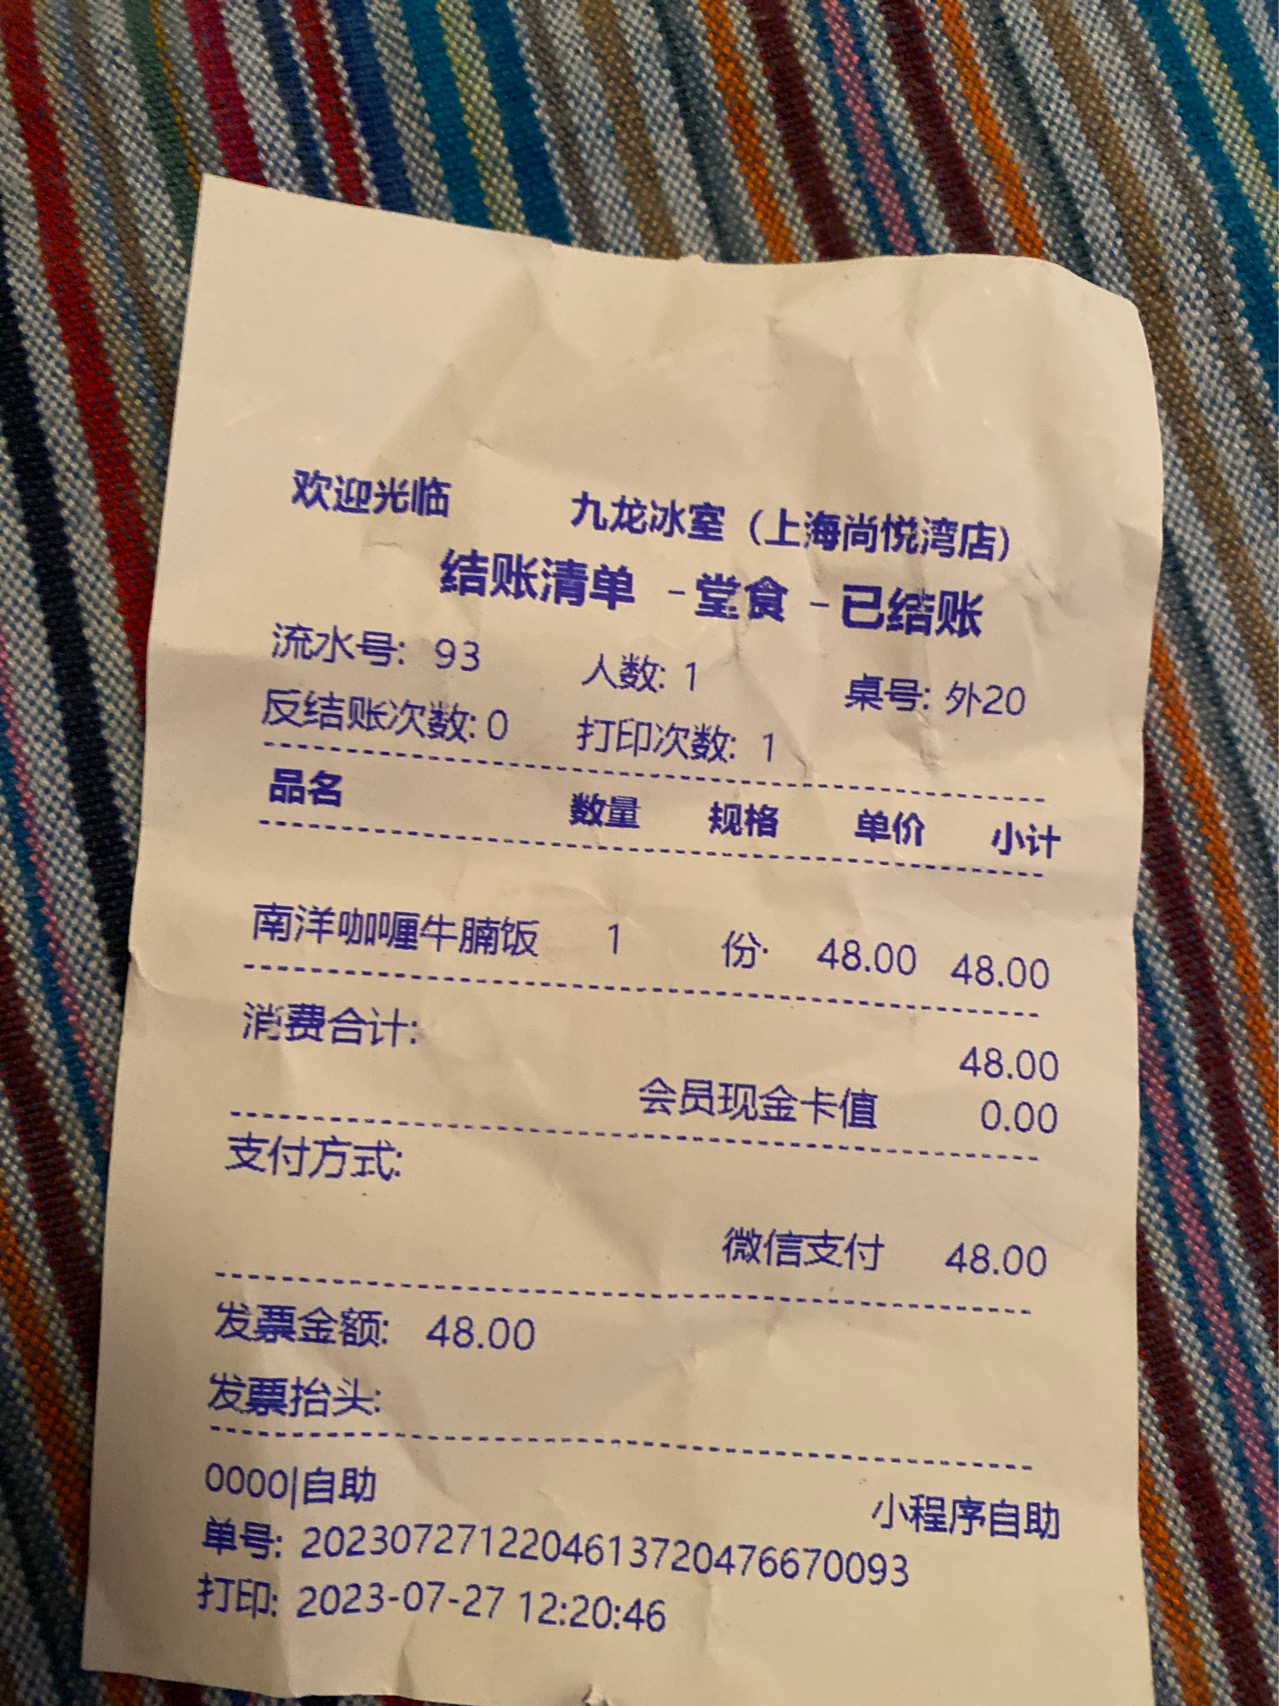 欢迎光临 九龙冰室（上海尚悦湾店）
结账清单 -堂食 -已结账
流水号: 93 人数: 1 桌号: 外20
反结账次数: 0 打印次数: 1
品名 数量 规格 单价 小计
南洋咖喱牛腩饭 1 份· 48.00 48.00
消费合计: 48.00
会员现金卡值 0.00
支付方式:
微信支付 48.00
发票金额: 48.00
发票抬头:
0000|自助 小程序自助
单号: 2023072712204613720476670093
打印: 2023-07-27 12:20:46